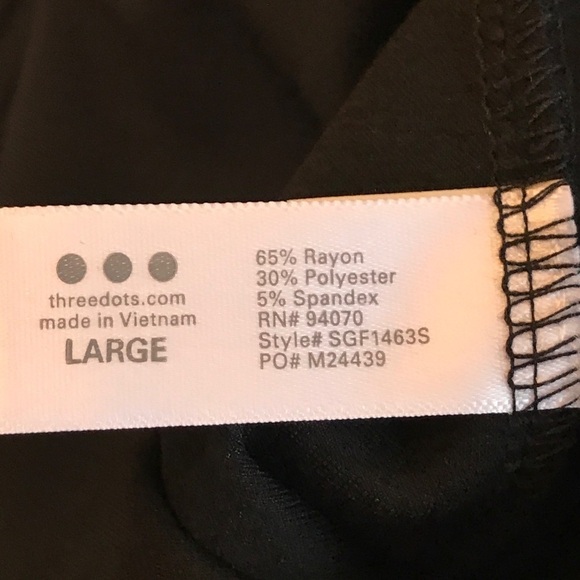 threedots.com
made in Vietnam
LARGE
65% Rayon
30% Polyester
5% Spandex
RN# 94070
Style# SGF1463S
PO# M24439